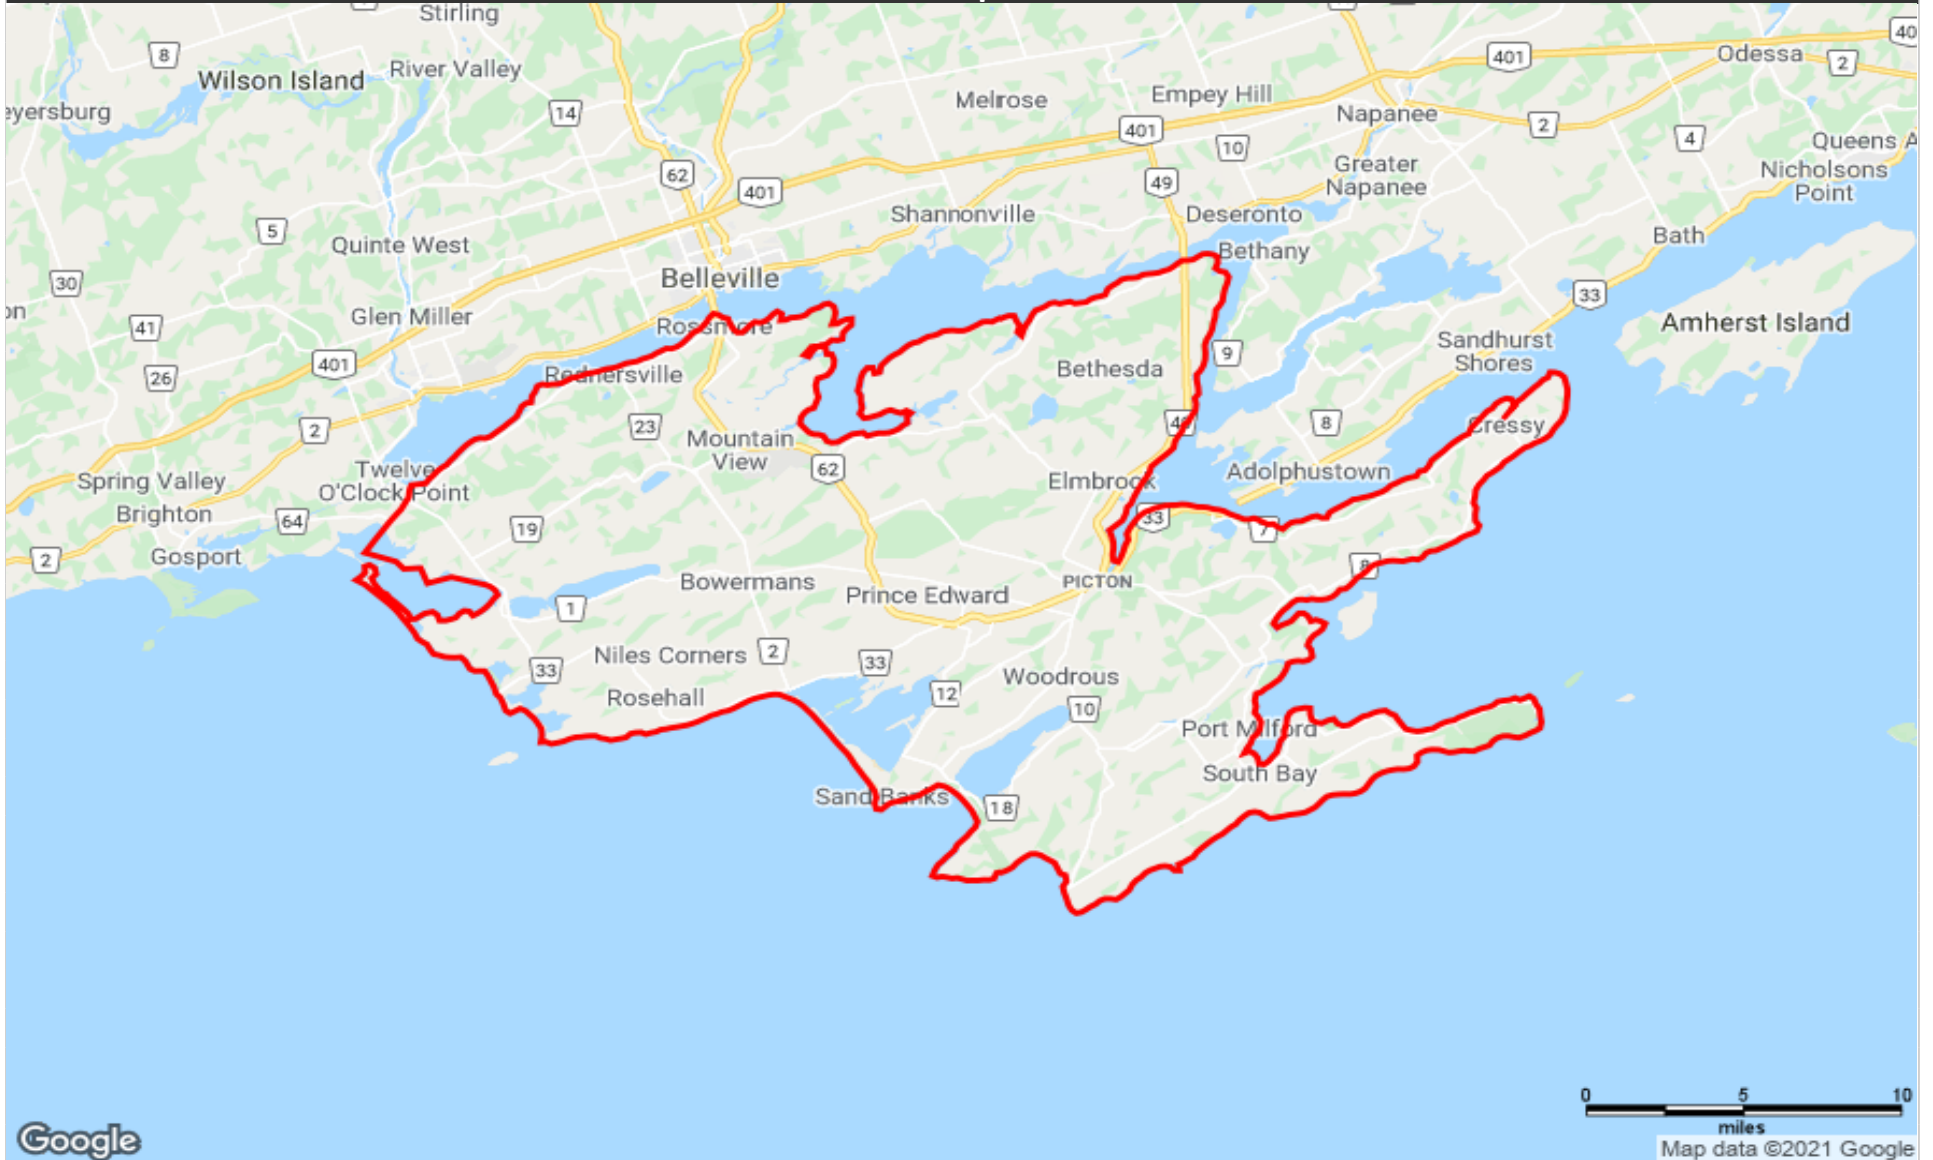 Stirling
8
Wilson Island
River Valley
eyersburg
14
Melrose
Empey Hill
401
Odessa
2
40
Napanee
2
4
Queens A
401
10
Nicholsons
Point
Greater
Napanee
62
401
49
Shannonville
Deseronto
5
Quinte West
Bath
Bethany
30
Belleville
33
on
41
Glen Miller
Rossmore
Amherst Island
401
Sandhurst
Shores
9
26
Rednersville
Bethesda
2
23
8
Cressy
Mountain
View
62
Twelve
O'Clock Point
Spring Valley
Elmbrook
Adolphustown
Brighton
64
19
33
7
2
Gosport
8
Bowermans
PICTON
1
Prince Edward
Niles Corners
2
33
33
Rosehall
12
Woodrous
10
Port Milford
South Bay
Sand Banks
18
0 5 10
miles
Google
Map data ©2021 Google